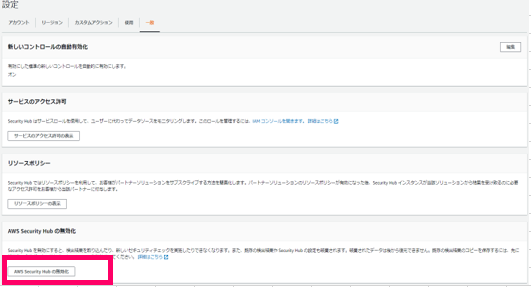 設定
アカウント
リージョン
カスタムアクション
使用
一般
新しいコントロールの自動有効化
編集
有効にした標準の新しいコントロールを自動的に有効にします。
オン
サービスのアクセス許可
Security Hub はサービスロールを使用して、ユーザーに代わってデータソースをモニタリングします。このロールを管理するには、IAM コンソールを開きます。 詳細はこちら
サービスのアクセス許可の表示
リソースポリシー
Security Hub ではリソースポリシーを利用して、お客様がパートナーソリューションをサブスクライブする方法を簡素化します。パートナーソリューションのリソースポリシーが有効になった後、Security Hub インスタンスが当該ソリューションから結果を受け取るのに必要
なアクセス許可をお客様から当該パートナーに付与します。
リソースポリシーの表示
AWS Security Hub の無効化
Security Hub を無効にすると、検出結果を取り込んだり、新しいセキュリティチェックを実施したりできなくなります。また、既存の検出結果や Security Hub の設定も破棄されます。破棄されたデータは後から復元できません。既存の検出結果のコピーを保存するには、先に
てください。 詳細はこちら
AWS Security Hub の無効化